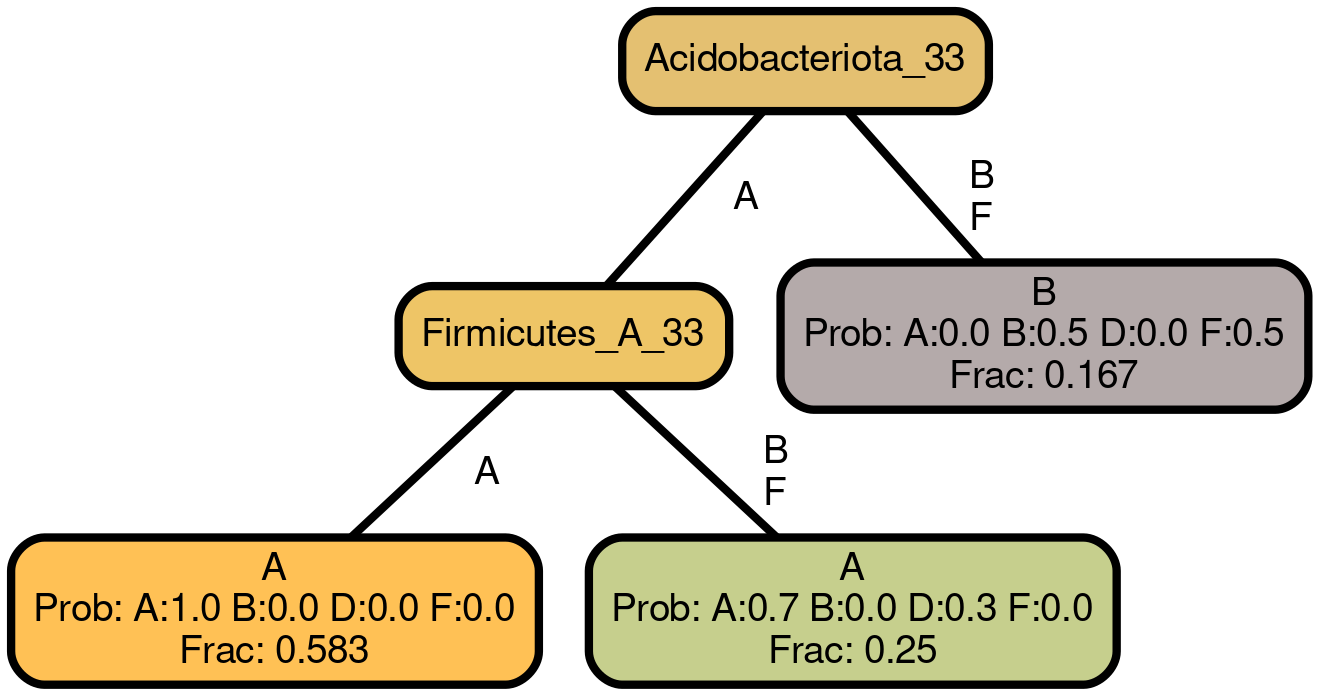 Acidobacteriota_33
A
B
F
Firmicutes_A_33
B
Prob: A:0.0 B:0.5 D:0.0 F:0.5
Frac: 0.167
A
B
F
A
Prob: A:1.0 B:0.0 D:0.0 F:0.0
Frac: 0.583
A
Prob: A:0.7 B:0.0 D:0.3 F:0.0
Frac: 0.25